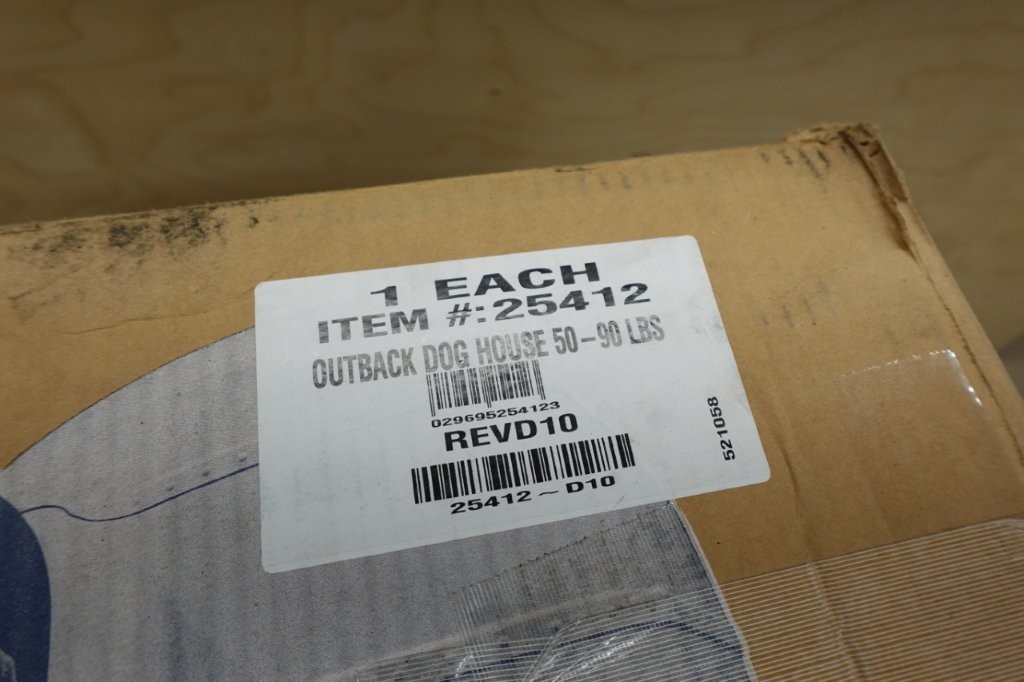 1 EACH
ITEM #: 25412
OUTBACK DOG HOUSE 50-90 LBS
029695254123
REVD10
25412~D10
521058